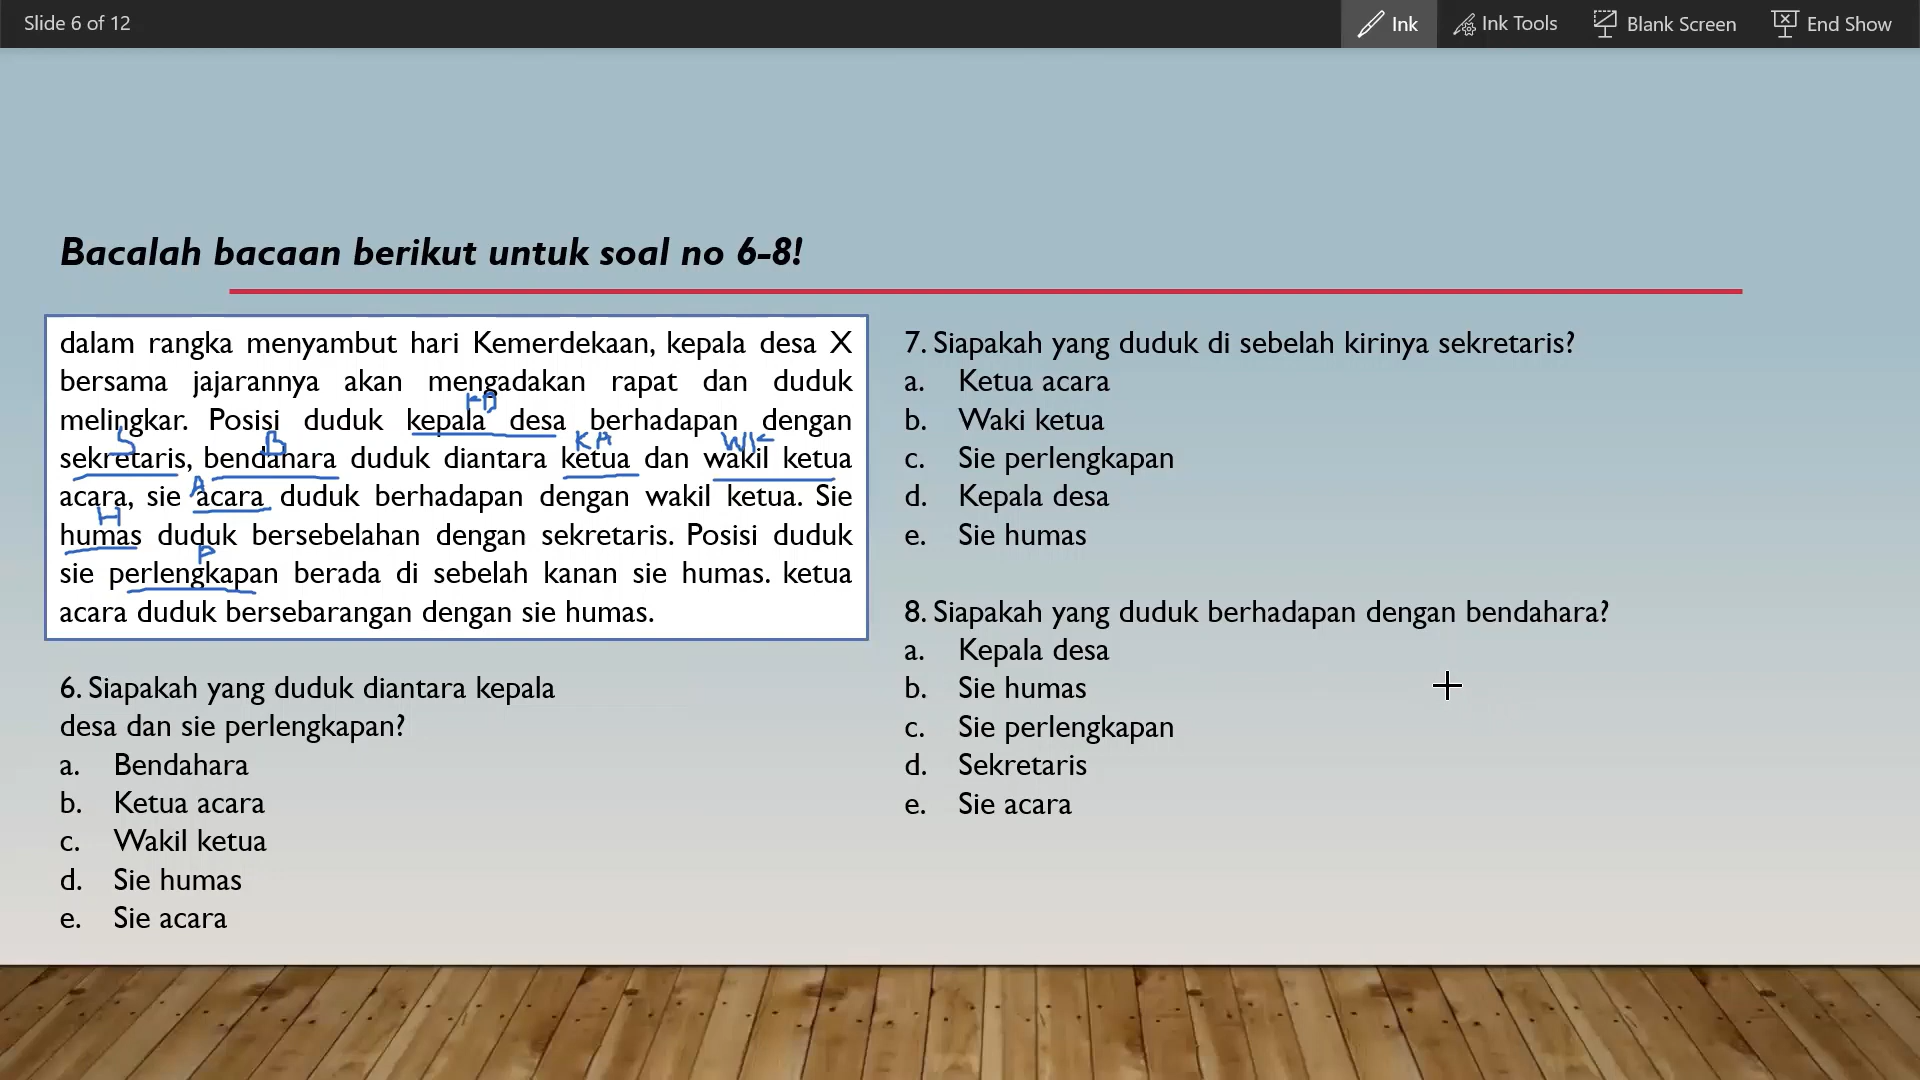 Slide 6 of 12
Ink
Ink Tools
Blank Screen
End Show
Bacalah bacaan berikut untuk soal no 6-8!
dalam rangka menyambut hari Kemerdekaan, kepala desa X
bersama jajarannya akan mengadakan rapat dan duduk
KD
melingkar. Posisi duduk kepala desa berhadapan dengan
S B KA WK
sekretaris, bendahara duduk diantara ketua dan wakil ketua
A
acara, sie acara duduk berhadapan dengan wakil ketua. Sie
H
humas duduk bersebelahan dengan sekretaris. Posisi duduk
P
sie perlengkapan berada di sebelah kanan sie humas. ketua
acara duduk bersebarangan dengan sie humas.
6. Siapakah yang duduk diantara kepala
desa dan sie perlengkapan?
a. Bendahara
b. Ketua acara
c. Wakil ketua
d. Sie humas
e. Sie acara
7. Siapakah yang duduk di sebelah kirinya sekretaris?
a. Ketua acara
b. Waki ketua
c. Sie perlengkapan
d. Kepala desa
e. Sie humas
8. Siapakah yang duduk berhadapan dengan bendahara?
a. Kepala desa
b. Sie humas
c. Sie perlengkapan
d. Sekretaris
e. Sie acara